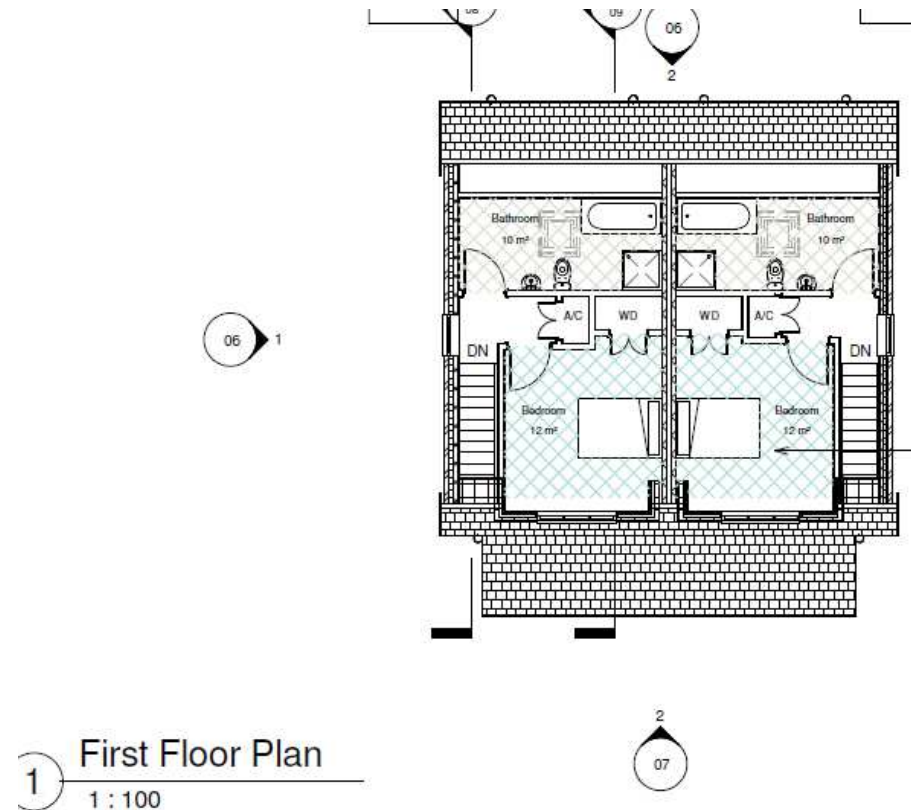 08
09
06
2
Bathroom
10 m²
Bathroom
10 m²
06
1
A/C
WD
WD
A/C
DN
DN
Bedroom
12 m²
Bedroom
12 m²
2
07
1
First Floor Plan
1 : 100